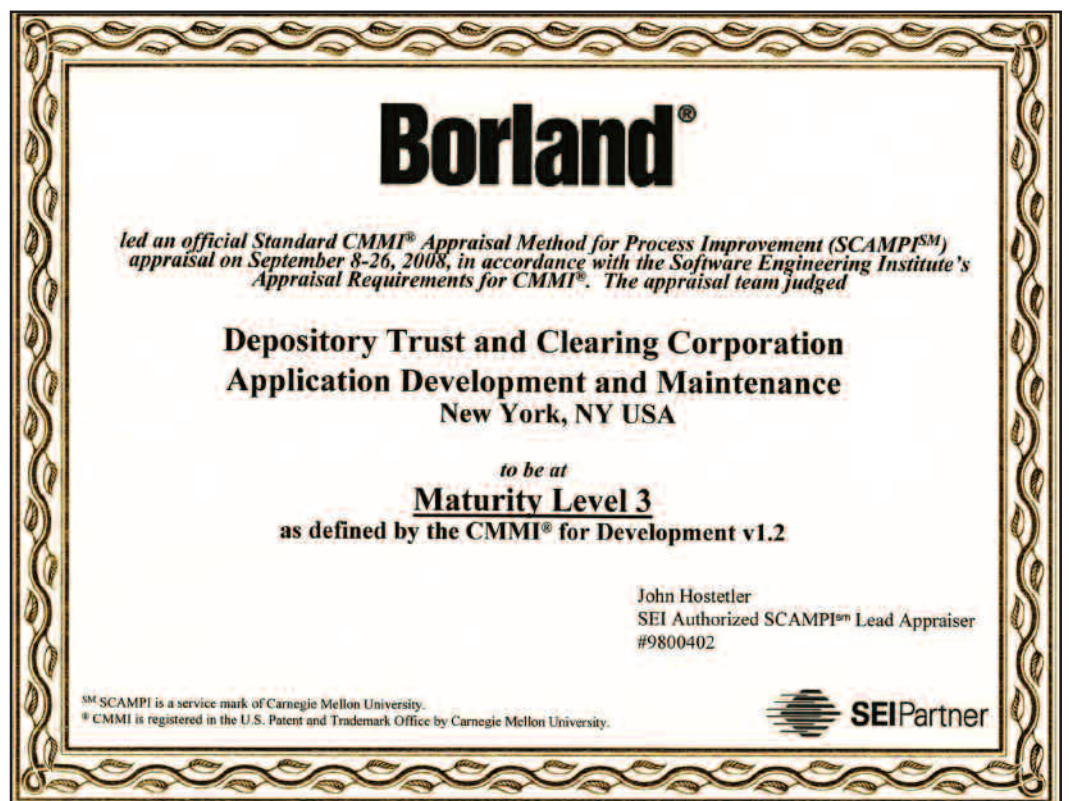 Borland®
led an official Standard CMMI® Appraisal Method for Process Improvement (SCAMPI℠)
appraisal on September 8-26, 2008, in accordance with the Software Engineering Institute's
Appraisal Requirements for CMMI®. The appraisal team judged
Depository Trust and Clearing Corporation
Application Development and Maintenance
New York, NY USA
to be at
Maturity Level 3
as defined by the CMMI® for Development v1.2
John Hostetler
SEI Authorized SCAMPI℠ Lead Appraiser
#9800402
℠ SCAMPI is a service mark of Carnegie Mellon University.
® CMMI is registered in the U.S. Patent and Trademark Office by Carnegie Mellon University.
SEIPartner